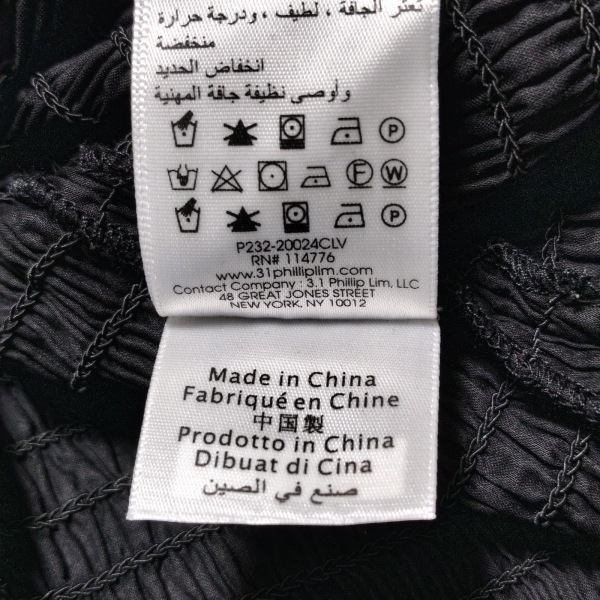 تعثر الجافة ، لطيف ، ودرجة حرارة
منخفضة
انخفاض الحديد
وأوصى نظيفة جافة المهنية
P
F W
P
P232-20024CLV
RN# 114776
www.31philliplim.com
Contact Company : 3.1 Phillip Lim, LLC
48 GREAT JONES STREET
NEW YORK, NY 10012
Made in China
Fabriqué en Chine
中国製
Prodotto in China
Dibuat di Cina
صنع في الصين